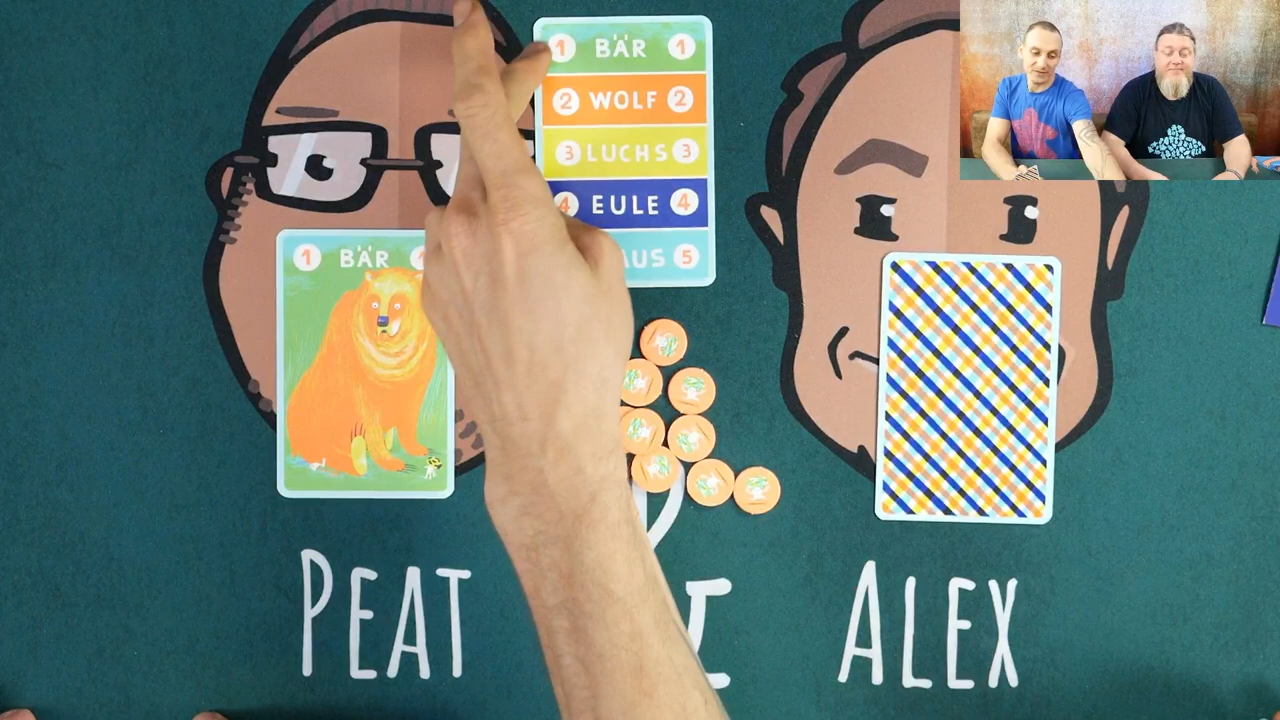 1 BÄR 1
2 WOLF 2
3 LUCHS 3
4 EULE 4
AUS 5
1 BÄR
PEAT
ALEX